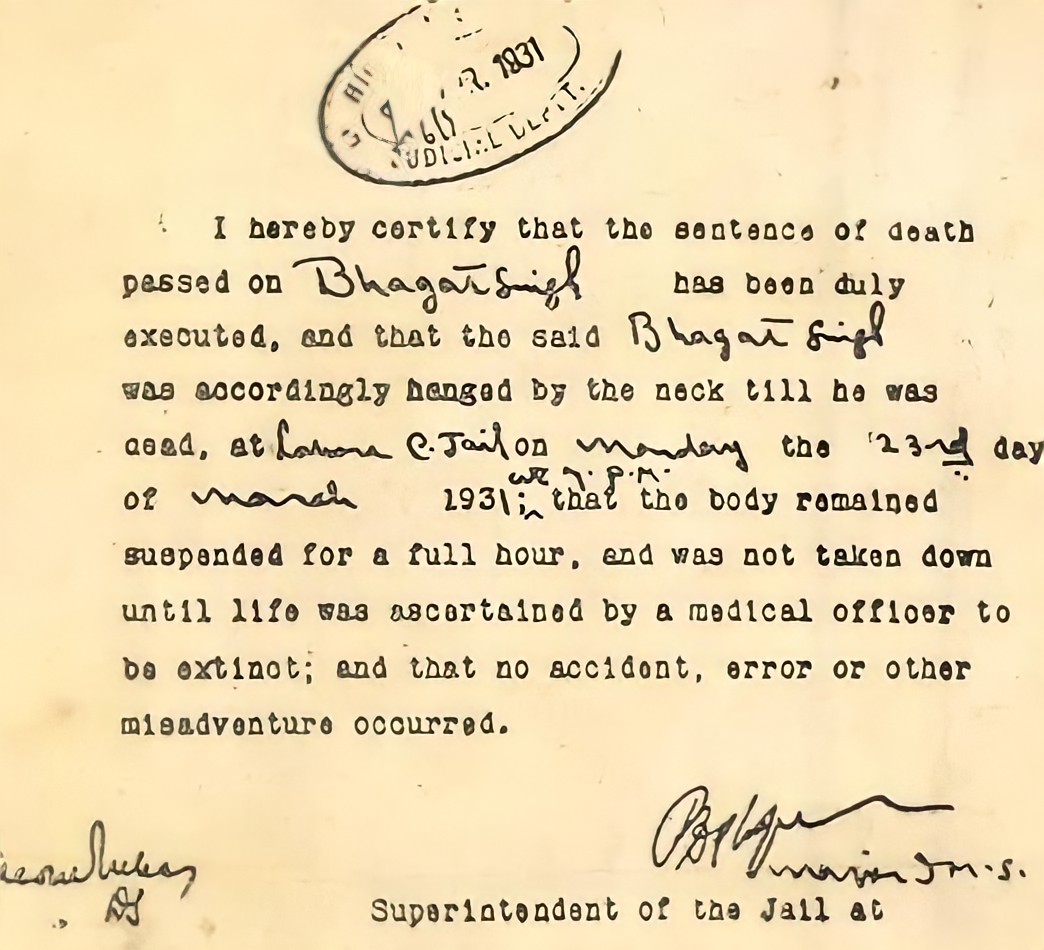 R. 1931
JUDICIAL DEPTT.
I hereby certify that the sentence of death
passed on Bhagat Singh has been duly
executed, and that the said Bhagat Singh
was accordingly hanged by the neck till he was
dead, at Lahore C. Jail on Monday the 23rd day
at 7. P.M.
of March 1931; that the body remained
suspended for a full hour, and was not taken down
until life was ascertained by a medical officer to
be extinct; and that no accident, error or other
misadventure occurred.
Major I.M.S.
Superintendent of the Jail at